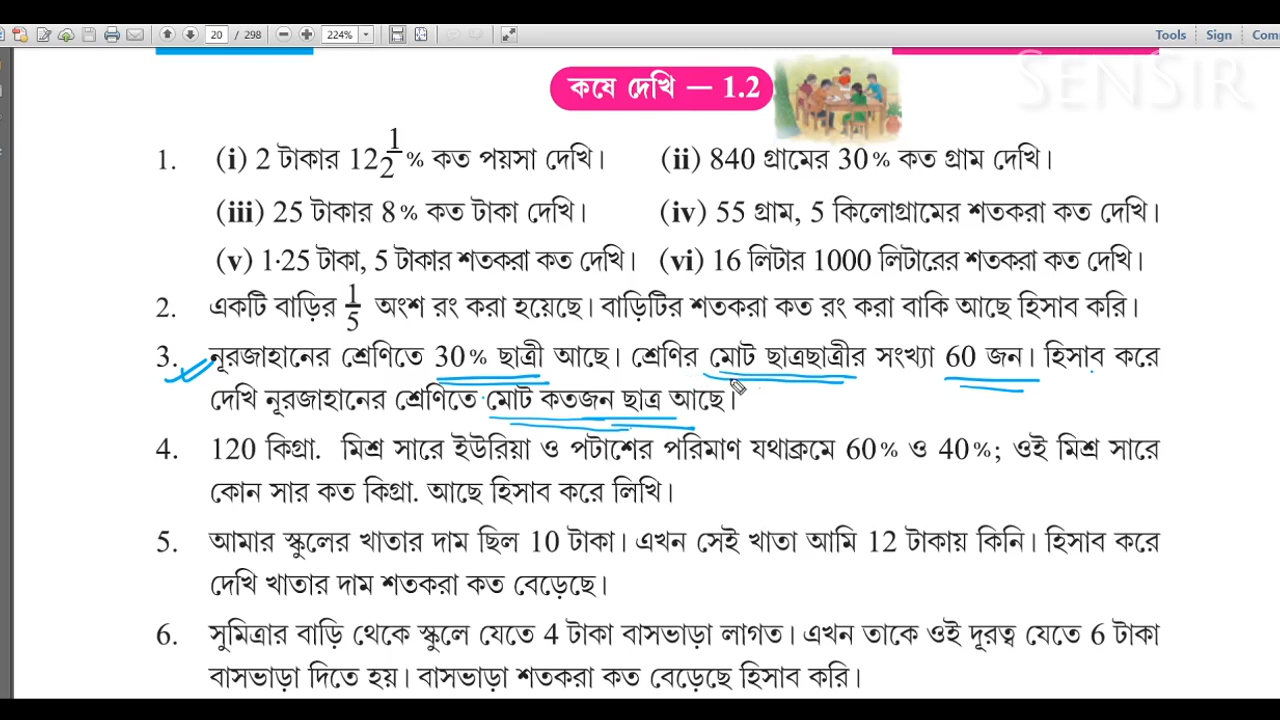 20 / 298
224%
Tools Sign Com
SENSIR
কষে দেখি — 1.2
1. (i) 2 টাকার 12 1/2 % কত পয়সা দেখি। (ii) 840 গ্রামের 30% কত গ্রাম দেখি।
(iii) 25 টাকার 8% কত টাকা দেখি। (iv) 55 গ্রাম, 5 কিলোগ্রামের শতকরা কত দেখি।
(v) 1·25 টাকা, 5 টাকার শতকরা কত দেখি। (vi) 16 লিটার 1000 লিটারের শতকরা কত দেখি।
2. একটি বাড়ির 1/5 অংশ রং করা হয়েছে। বাড়িটির শতকরা কত রং করা বাকি আছে হিসাব করি।
3. নূরজাহানের শ্রেণিতে 30% ছাত্রী আছে। শ্রেণির মোট ছাত্রছাত্রীর সংখ্যা 60 জন। হিসাব করে
দেখি নূরজাহানের শ্রেণিতে মোট কতজন ছাত্র আছে।
4. 120 কিগ্রা. মিশ্র সারে ইউরিয়া ও পটাশের পরিমাণ যথাক্রমে 60% ও 40%; ওই মিশ্র সারে
কোন সার কত কিগ্রা. আছে হিসাব করে লিখি।
5. আমার স্কুলের খাতার দাম ছিল 10 টাকা। এখন সেই খাতা আমি 12 টাকায় কিনি। হিসাব করে
দেখি খাতার দাম শতকরা কত বেড়েছে।
6. সুমিত্রার বাড়ি থেকে স্কুলে যেতে 4 টাকা বাসভাড়া লাগত। এখন তাকে ওই দূরত্ব যেতে 6 টাকা
বাসভাড়া দিতে হয়। বাসভাড়া শতকরা কত বেড়েছে হিসাব করি।